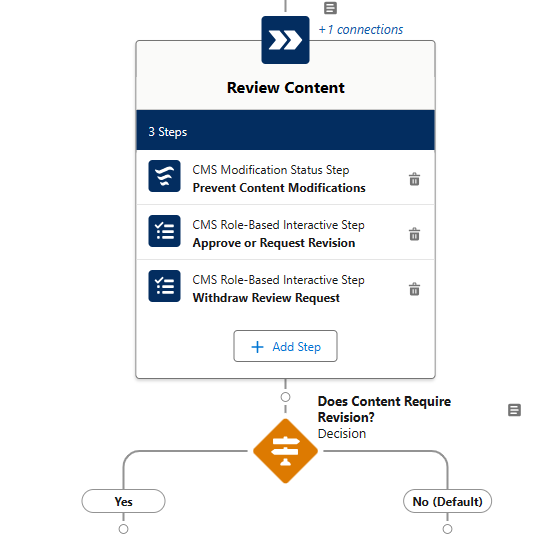 +1 connections
Review Content
3 Steps
CMS Modification Status Step
Prevent Content Modifications
CMS Role-Based Interactive Step
Approve or Request Revision
CMS Role-Based Interactive Step
Withdraw Review Request
+ Add Step
Does Content Require
Revision?
Decision
Yes
No (Default)